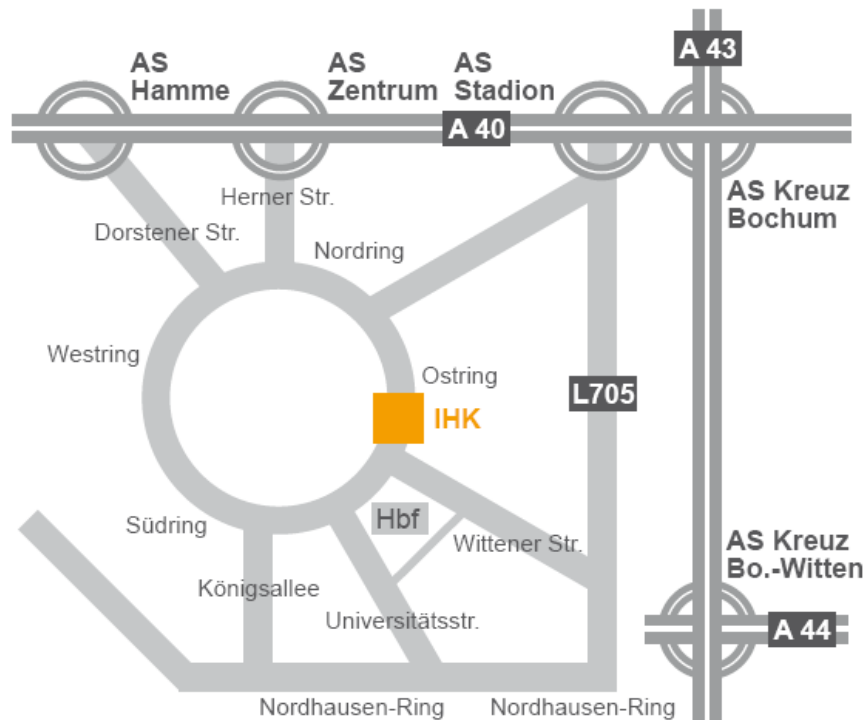 A 43
AS
Hamme
AS
Zentrum
AS
Stadion
A 40
AS Kreuz
Bochum
Herner Str.
Dorstener Str.
Nordring
Westring
Ostring
L705
IHK
Hbf
Südring
Wittener Str.
AS Kreuz
Bo.-Witten
Königsallee
Universitätsstr.
A 44
Nordhausen-Ring
Nordhausen-Ring